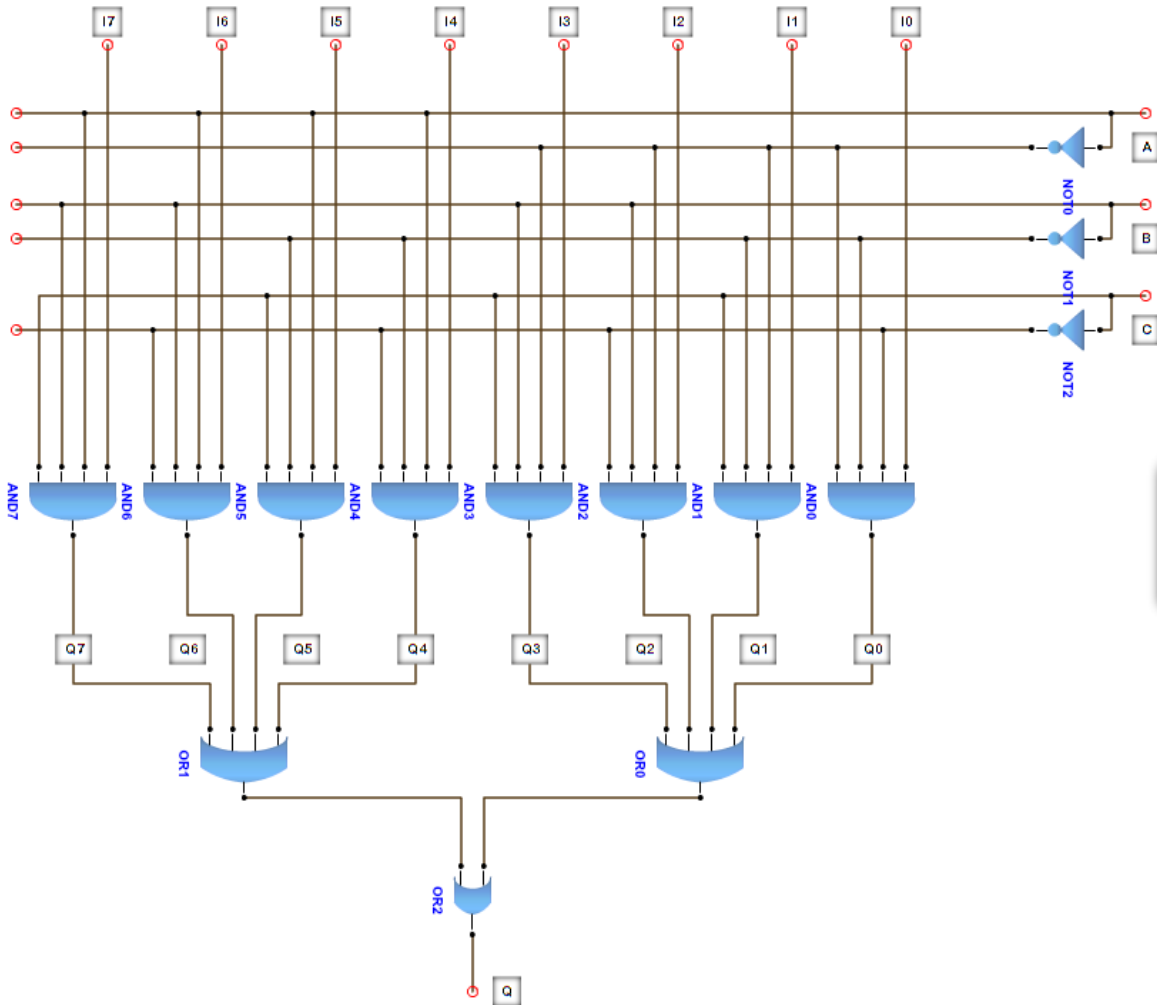 I7 I6 I5 I4 I3 I2 I1 I0
A
NOT0
B
NOT1
C
NOT2
AND7 AND6 AND5 AND4 AND3 AND2 AND1 AND0
Q7 Q6 Q5 Q4 Q3 Q2 Q1 Q0
OR1 OR0
OR2
Q